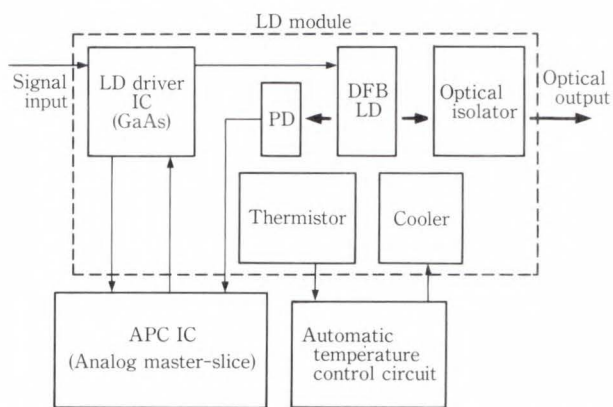 LD module
Signal
input
LD driver
IC
(GaAs)
PD
DFB
LD
Optical
isolator
Optical
output
Thermistor
Cooler
APC IC
(Analog master-slice)
Automatic
temperature
control circuit